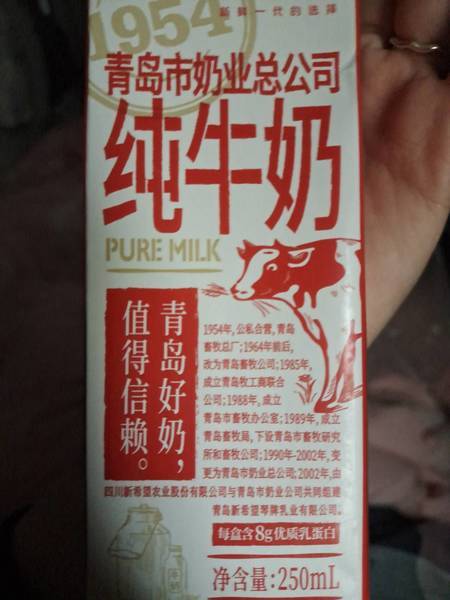 新鲜一代的选择
1954
青岛市奶业总公司
纯牛奶
PURE MILK
青岛好奶，
值得信赖。
1954年，公私合营，青岛
畜牧总厂；1964年前后，
改为青岛畜牧公司；1985年，
成立青岛牧工商联合
公司；1988年，成立
青岛市畜牧办公室；1989年，成立
青岛畜牧局，下设青岛市畜牧研究
所和畜牧公司；1990年-2002年，变
更为青岛市奶业总公司；2002年，由
四川新希望农业股份有限公司与青岛市奶业公司共同组建
青岛新希望琴牌乳业有限公司。
每盒含8g优质乳蛋白
净含量：250mL